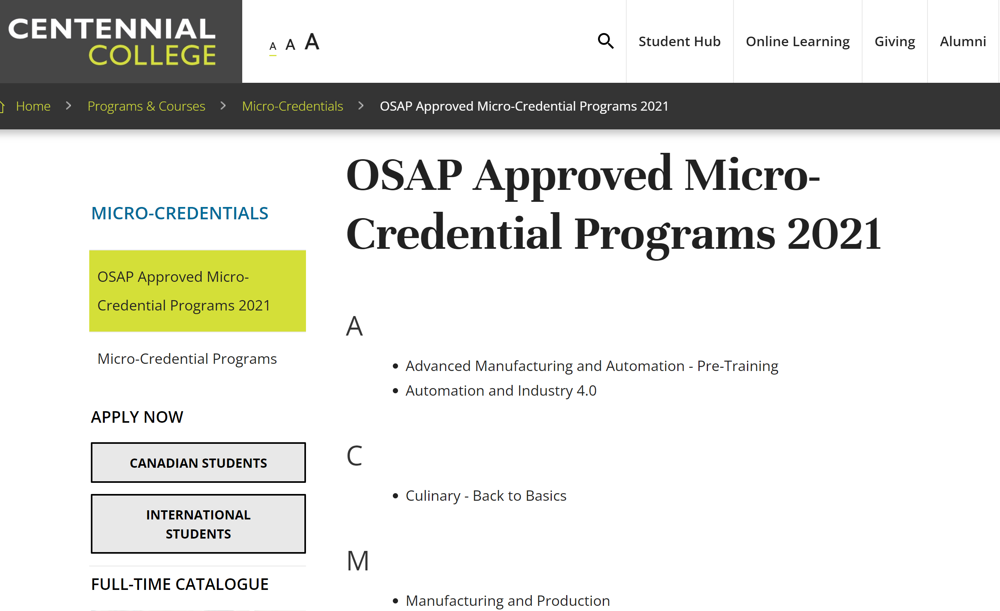 CENTENNIAL
COLLEGE
A A A
Student Hub
Online Learning
Giving
Alumni
Home
Programs & Courses
Micro-Credentials
OSAP Approved Micro-Credential Programs 2021
MICRO-CREDENTIALS
OSAP Approved Micro-
Credential Programs 2021
Micro-Credential Programs
APPLY NOW
CANADIAN STUDENTS
INTERNATIONAL
STUDENTS
FULL-TIME CATALOGUE
OSAP Approved Micro-
Credential Programs 2021
A
Advanced Manufacturing and Automation - Pre-Training
Automation and Industry 4.0
C
Culinary - Back to Basics
M
Manufacturing and Production